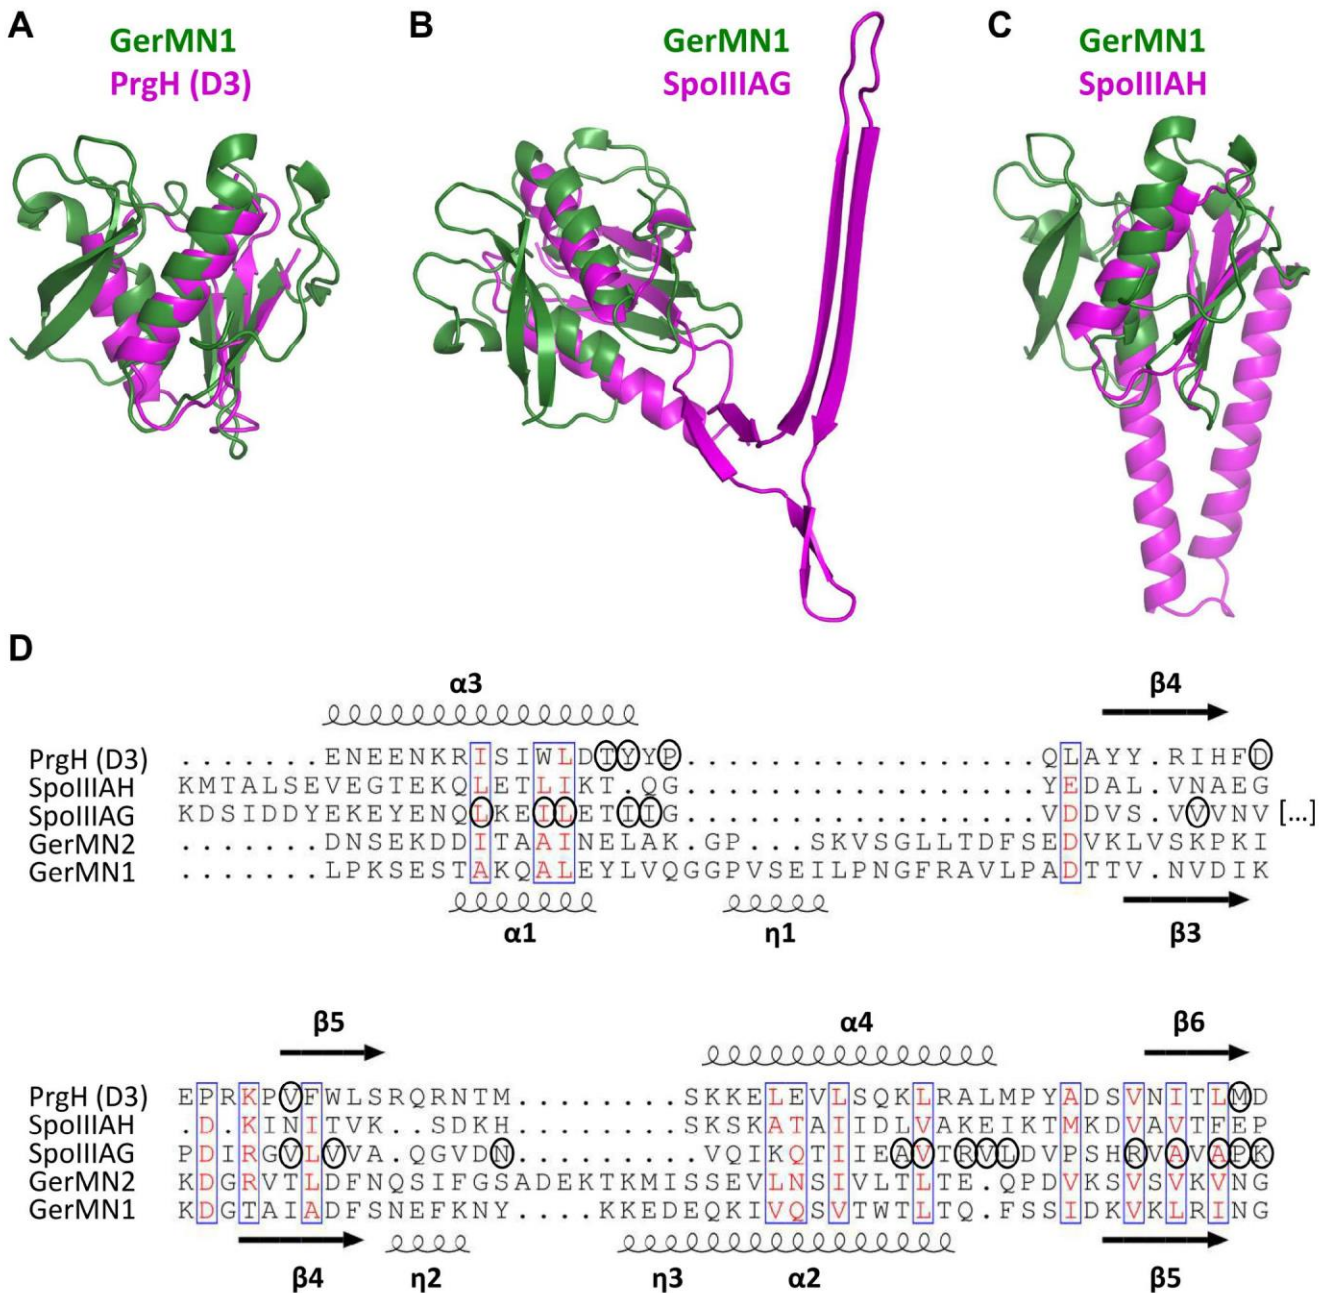 A
GerMN1
PrgH (D3)
B
GerMN1
SpoIIIAG
C
GerMN1
SpoIIIAH
D
α3 β4
PrgH (D3) .......ENEENKRISIWLDTYYP.................QLAYY.RIHFD
SpoIIIAH KMTALSEVEGTEKQLETLIKT.QG.................YEDAL.VNAEG
SpoIIIAG KDSIDDYEKEYENQLKEILETIIG.................VDDVS.VVVNV [...]
GerMN2 .......DNSEKDDITAAINELAK.GP...SKVSGLLTDFSEDVKLVSKPKI
GerMN1 .......LPKSESTAKQALEYLVQGGPVSEILPNGFRAVLPADTTV.NVDIK
α1 η1 β3
β5 α4 β6
PrgH (D3) EPRKPVFWLSRQRNTM........SKKELEVLSQKLRALMPYADSVNITLMD
SpoIIIAH .D.KINITVK..SDKH........SKSKATAIIDLVAKEIKTMKDVAVTFEP
SpoIIIAG PDIRGVLVVA.QGVDN.........VQIKQTIIEAVTRVLDVPSHRVAVAPK
GerMN2 KDGRVTLDFNQSIFGSADEKTKMISSEVLNSIVLTLTE.QPDVKSVSVKVNG
GerMN1 KDGTAIADFSNEFKNY....KKEDEQKIVQSVTWTLTQ.FSSIDKVKLRING
β4 η2 η3 α2 β5